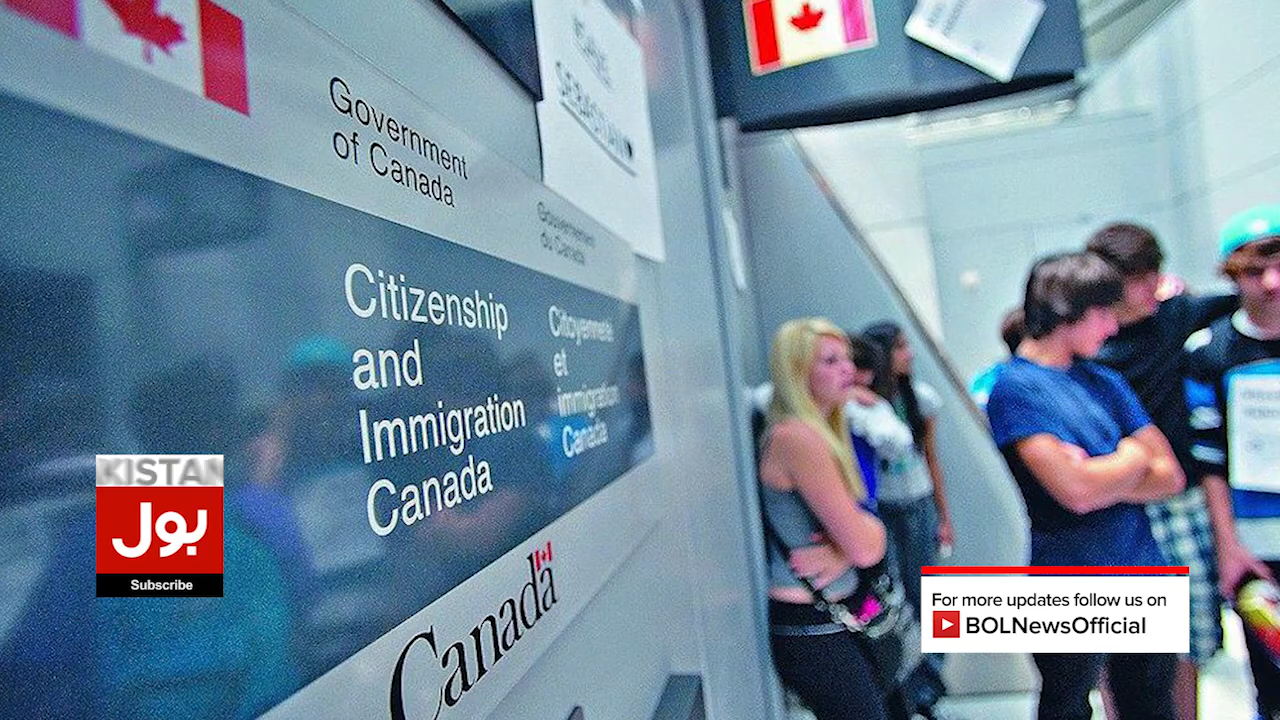 Government
of Canada
Gouvernement
du Canada
Citizenship
and
Immigration
Canada
Citoyenneté
et
immigration
Canada
Canada
SEBASTIAN
KISTAN
بول
Subscribe
For more updates follow us on
BOLNewsOfficial